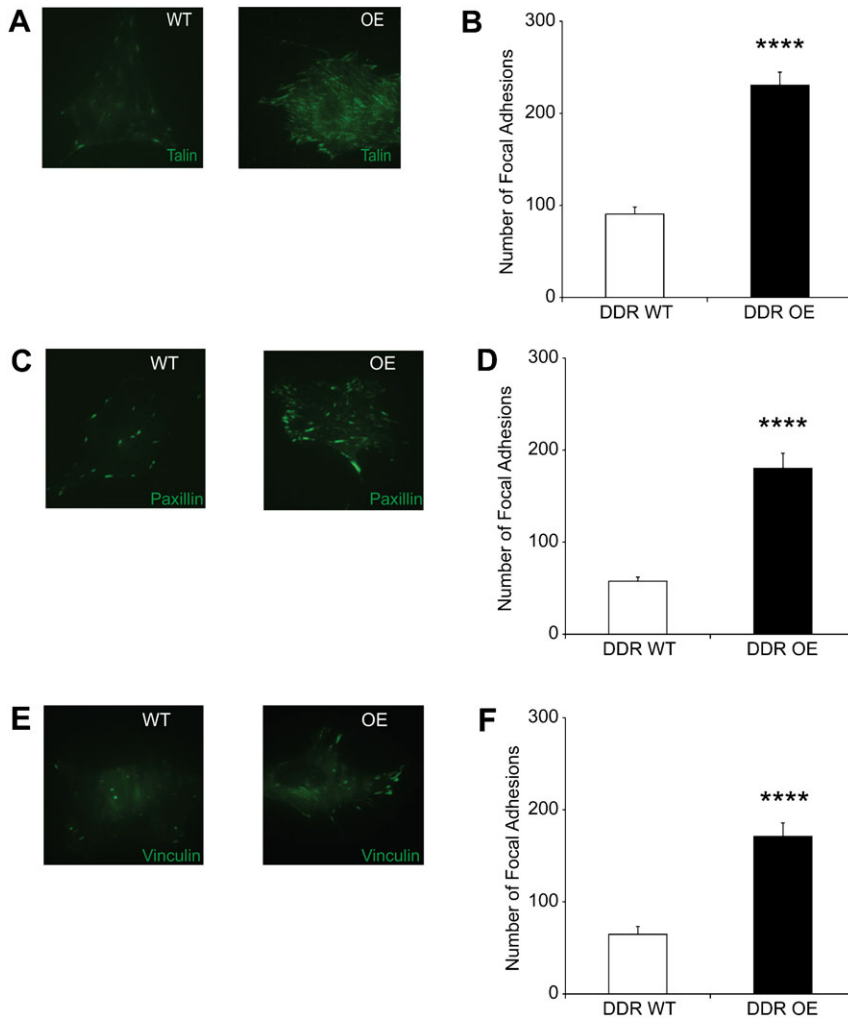 A
WT
OE
Talin
Talin
B
Number of Focal Adhesions
300
200
100
0
****
DDR WT
DDR OE
C
WT
OE
Paxillin
Paxillin
D
Number of Focal Adhesions
300
200
100
0
****
DDR WT
DDR OE
E
WT
OE
Vinculin
Vinculin
F
Number of Focal Adhesions
300
200
100
0
****
DDR WT
DDR OE